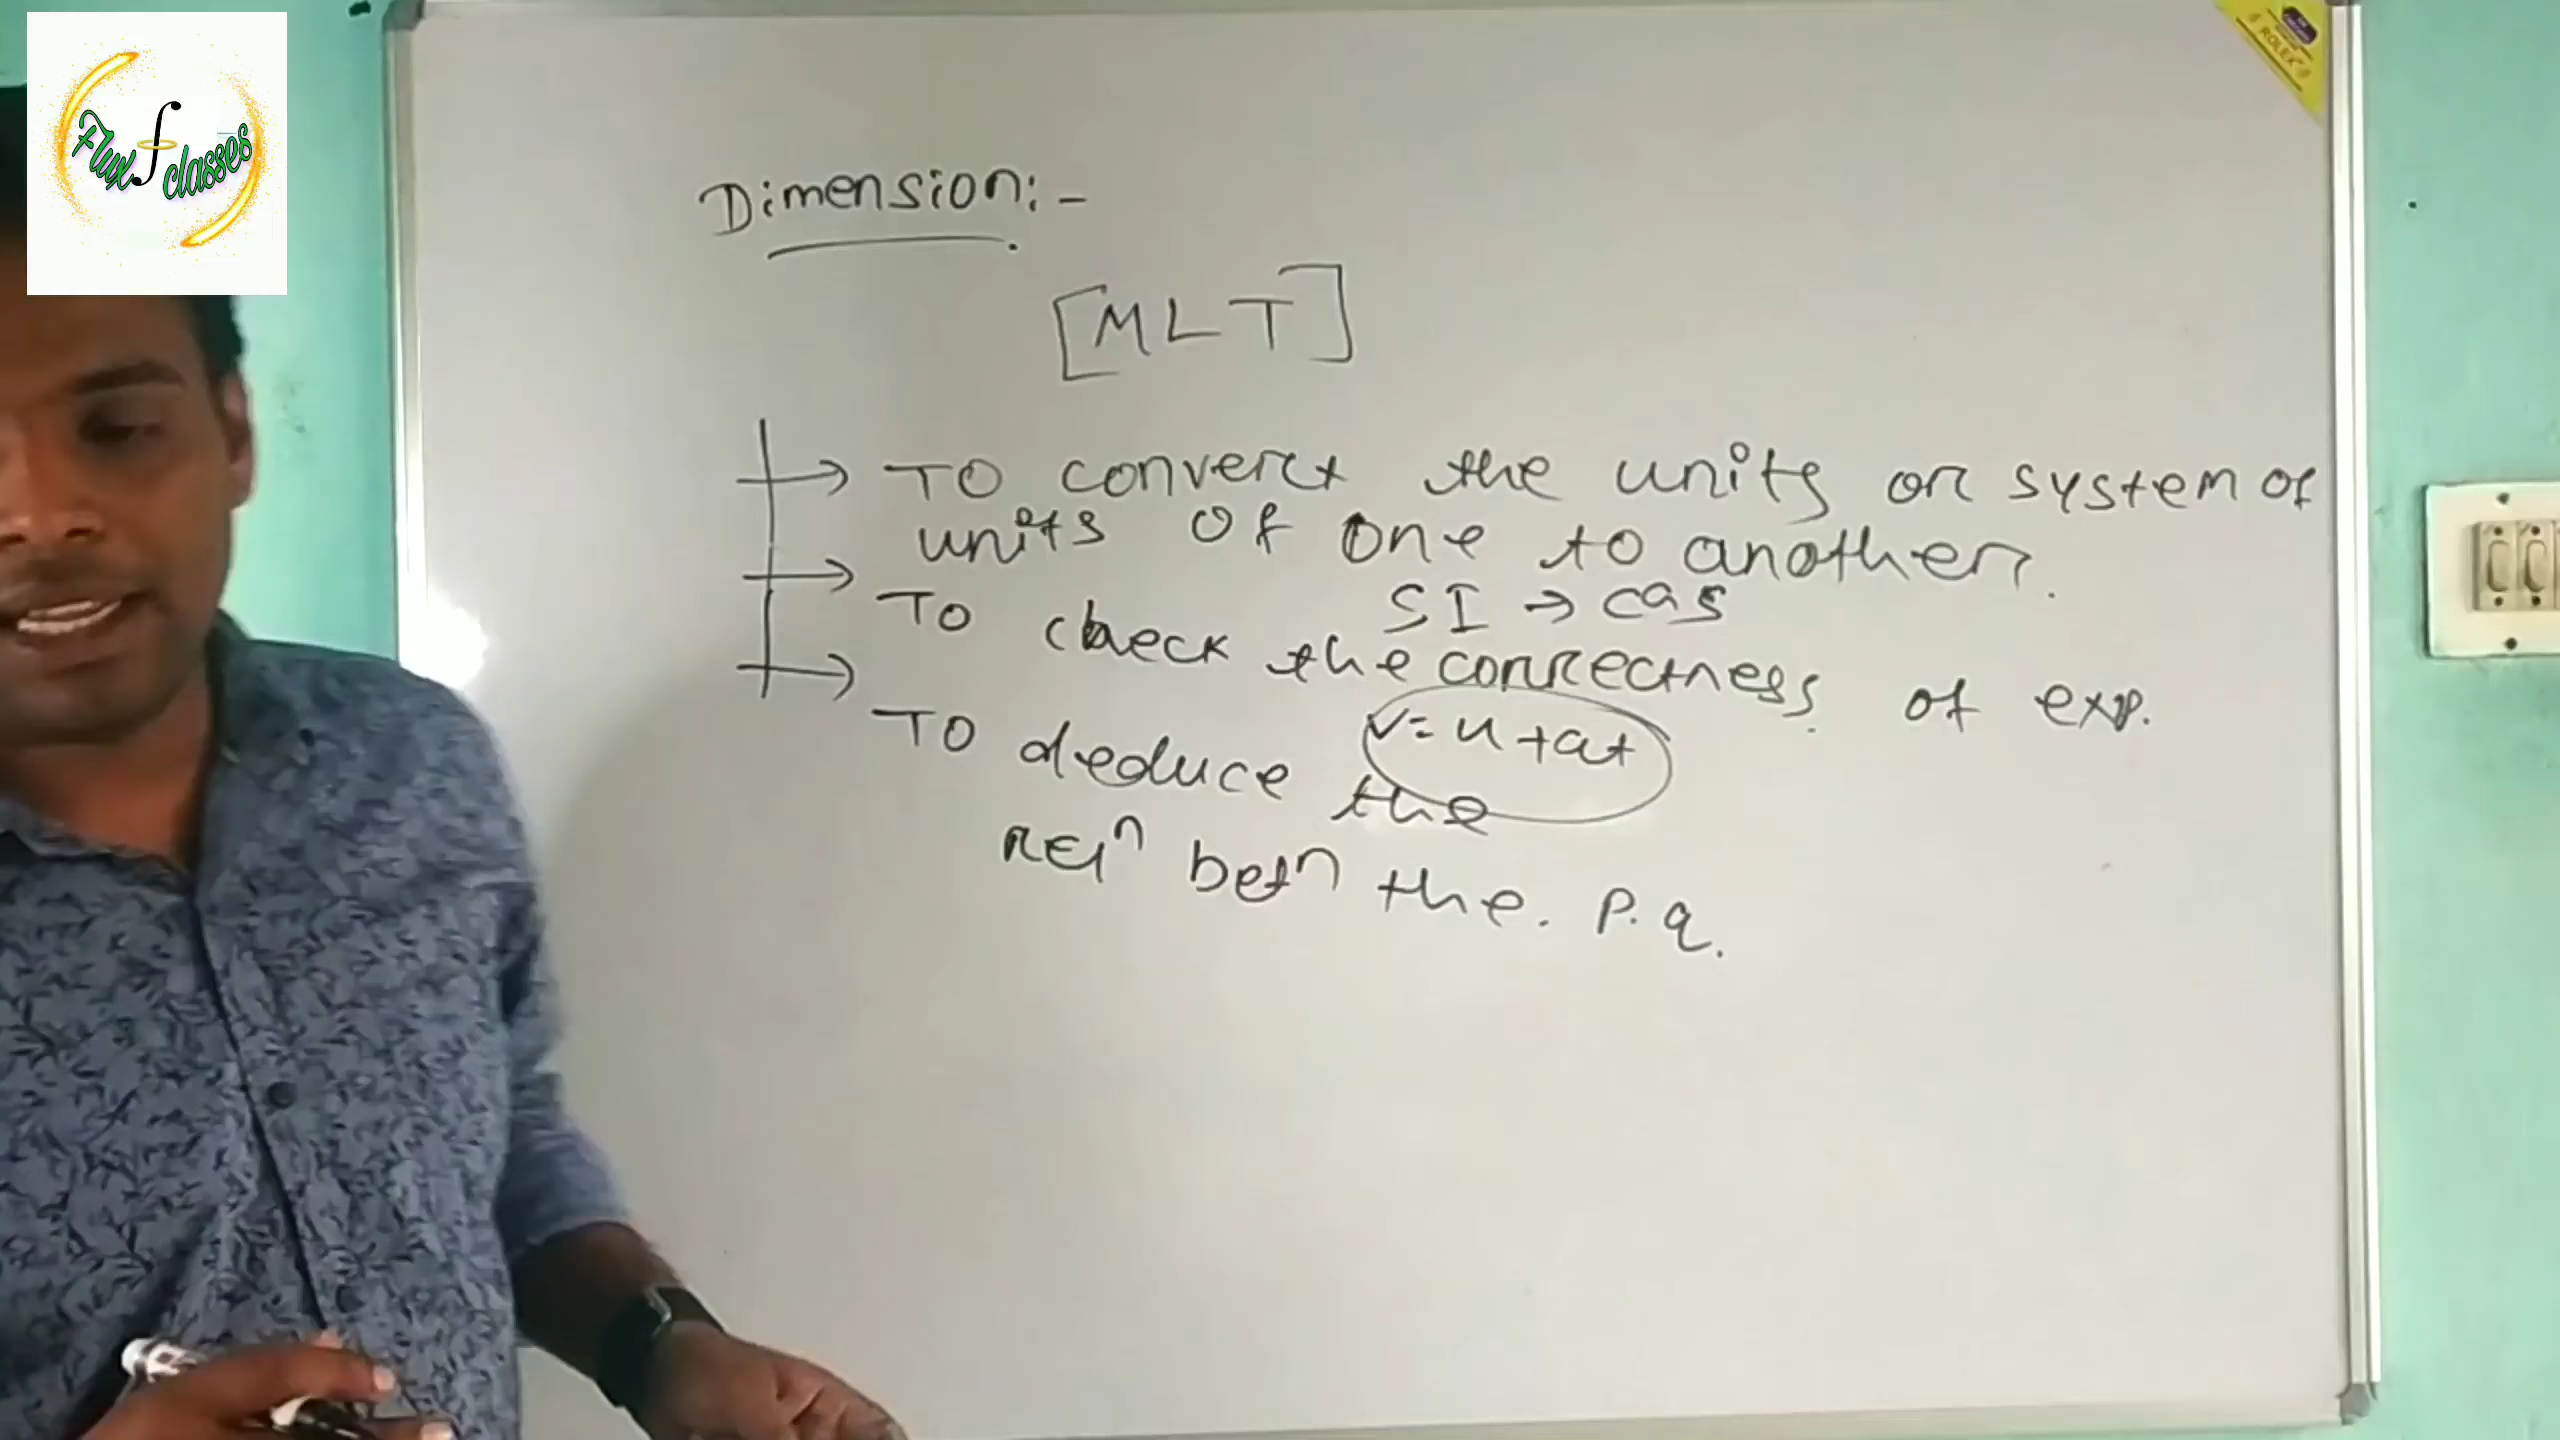 Flux classes
ROLEX
Dimension:-
[MLT]
→ To convert the units or system of
units of one to another.
SI → CGS
→ To check the correctness of exp.
v = u + at
→ To deduce the
relⁿ betⁿ the. P.q.